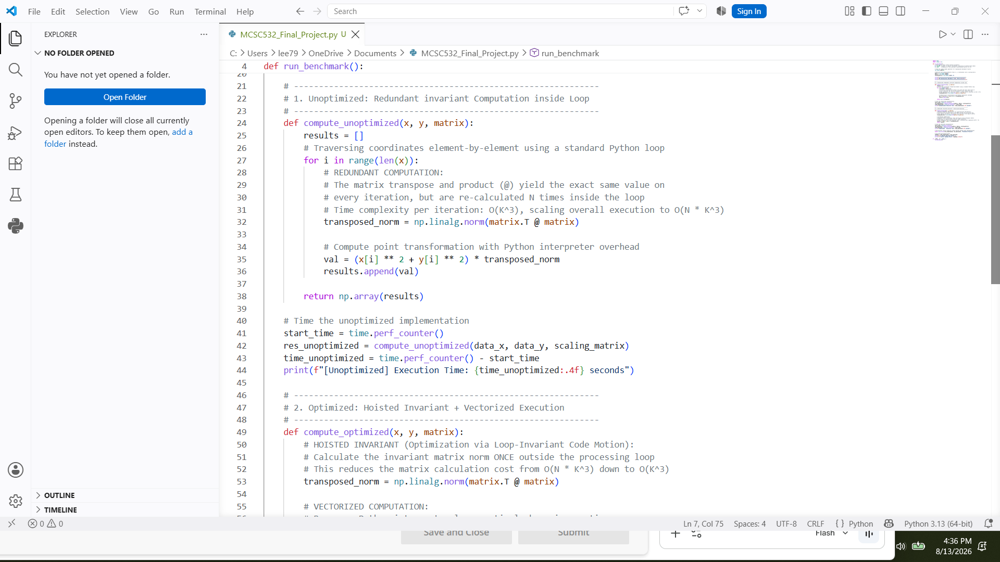 File Edit Selection View Go Run Terminal Help
Search
Sign In
EXPLORER
NO FOLDER OPENED
You have not yet opened a folder.
Open Folder
Opening a folder will close all currently
open editors. To keep them open, add a
folder instead.
OUTLINE
TIMELINE
MCSC532_Final_Project.py U
C: > Users > lee79 > OneDrive > Documents > MCSC532_Final_Project.py > run_benchmark
4 def run_benchmark():
20
21 # -------------------------------------------------------------
22 # 1. Unoptimized: Redundant invariant Computation inside Loop
23 # -------------------------------------------------------------
24 def compute_unoptimized(x, y, matrix):
25 results = []
26 # Traversing coordinates element-by-element using a standard Python loop
27 for i in range(len(x)):
28 # REDUNDANT COMPUTATION:
29 # The matrix transpose and product (@) yield the exact same value on
30 # every iteration, but are re-calculated N times inside the loop
31 # Time complexity per iteration: O(K^3), scaling overall execution to O(N * K^3)
32 transposed_norm = np.linalg.norm(matrix.T @ matrix)
33
34 # Compute point transformation with Python interpreter overhead
35 val = (x[i] ** 2 + y[i] ** 2) * transposed_norm
36 results.append(val)
37
38 return np.array(results)
39
40 # Time the unoptimized implementation
41 start_time = time.perf_counter()
42 res_unoptimized = compute_unoptimized(data_x, data_y, scaling_matrix)
43 time_unoptimized = time.perf_counter() - start_time
44 print(f"[Unoptimized] Execution Time: {time_unoptimized:.4f} seconds")
45
46 # -------------------------------------------------------------
47 # 2. Optimized: Hoisted Invariant + Vectorized Execution
48 # -------------------------------------------------------------
49 def compute_optimized(x, y, matrix):
50 # HOISTED INVARIANT (Optimization via Loop-Invariant Code Motion):
51 # Calculate the invariant matrix norm ONCE outside the processing loop
52 # This reduces the matrix calculation cost from O(N * K^3) down to O(K^3)
53 transposed_norm = np.linalg.norm(matrix.T @ matrix)
54
55 # VECTORIZED COMPUTATION:
0 0
Ln 7, Col 75 Spaces: 4 UTF-8 CRLF { } Python Python 3.13 (64-bit)
Save and Close Submit
Flash
4:36 PM
8/13/2026